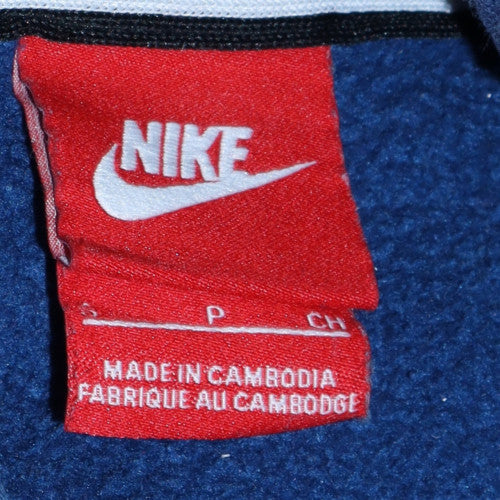 NIKE
S P CH
MADE IN CAMBODIA
FABRIQUE AU CAMBODGE